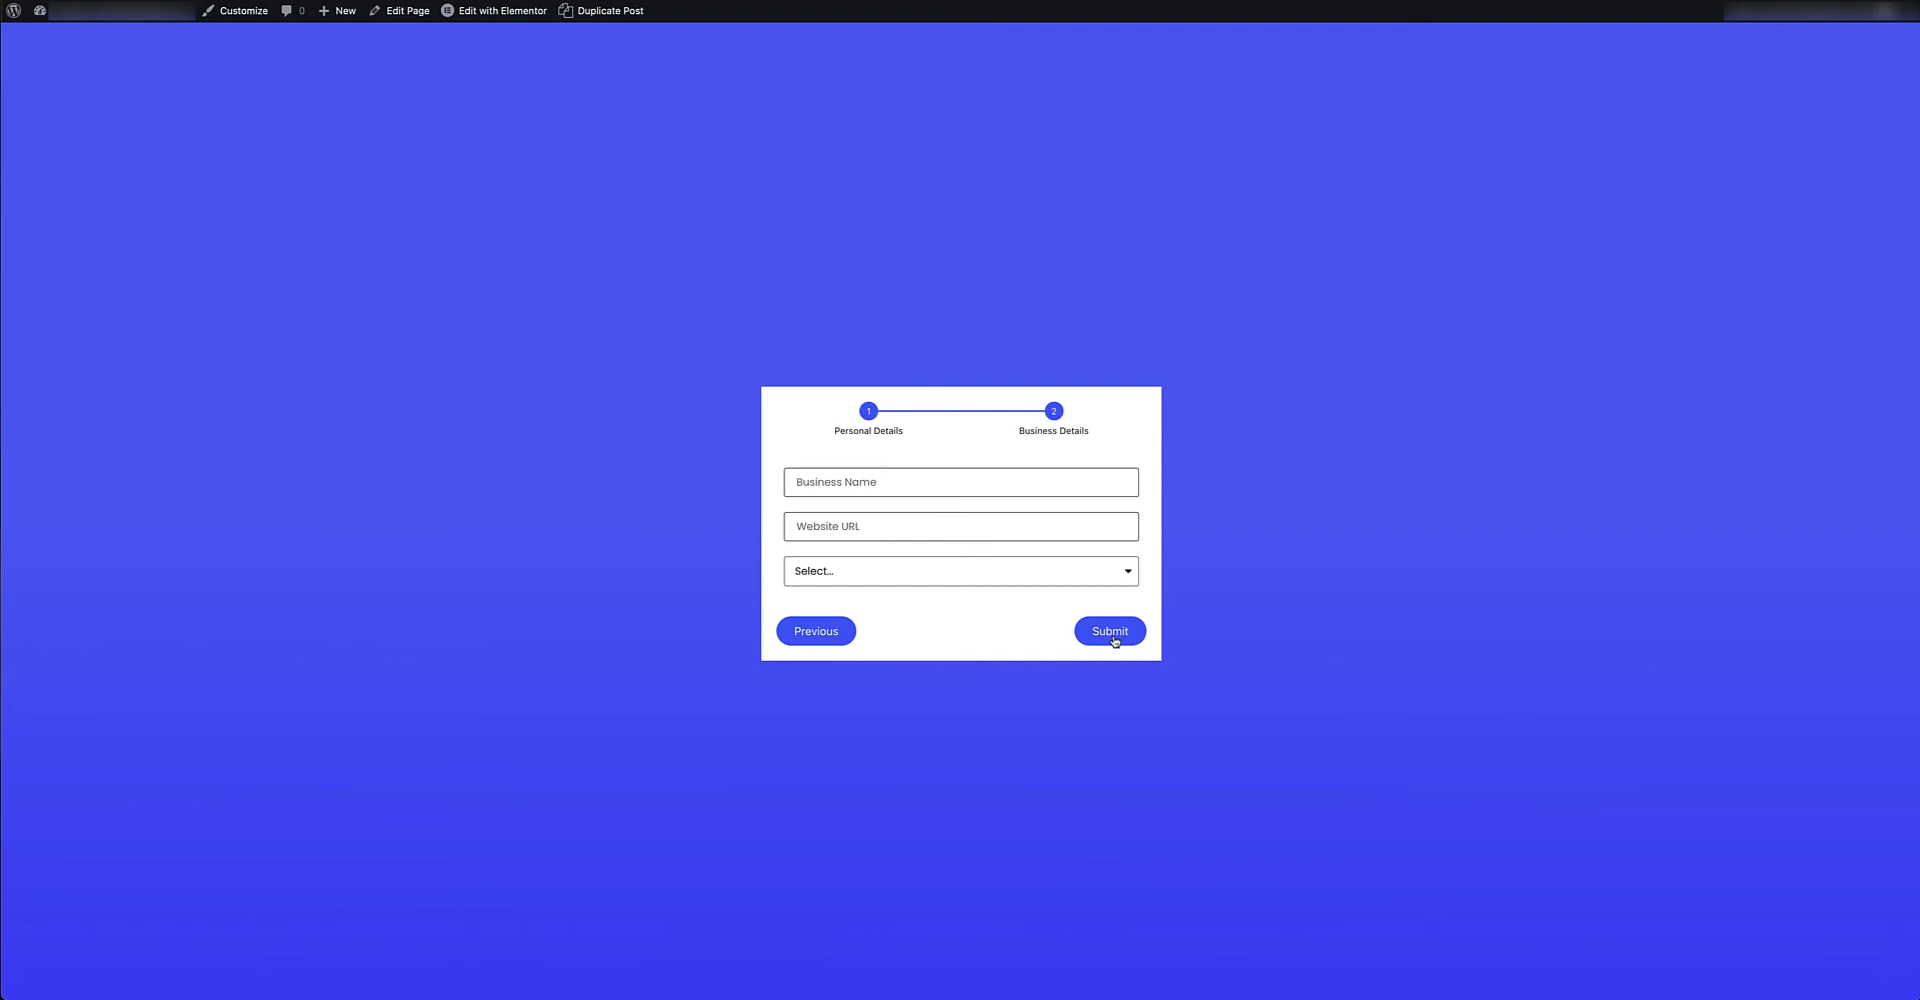 Customize 0 New Edit Page Edit with Elementor Duplicate Post
1 2
Personal Details Business Details
Business Name
Website URL
Select...
Previous Submit